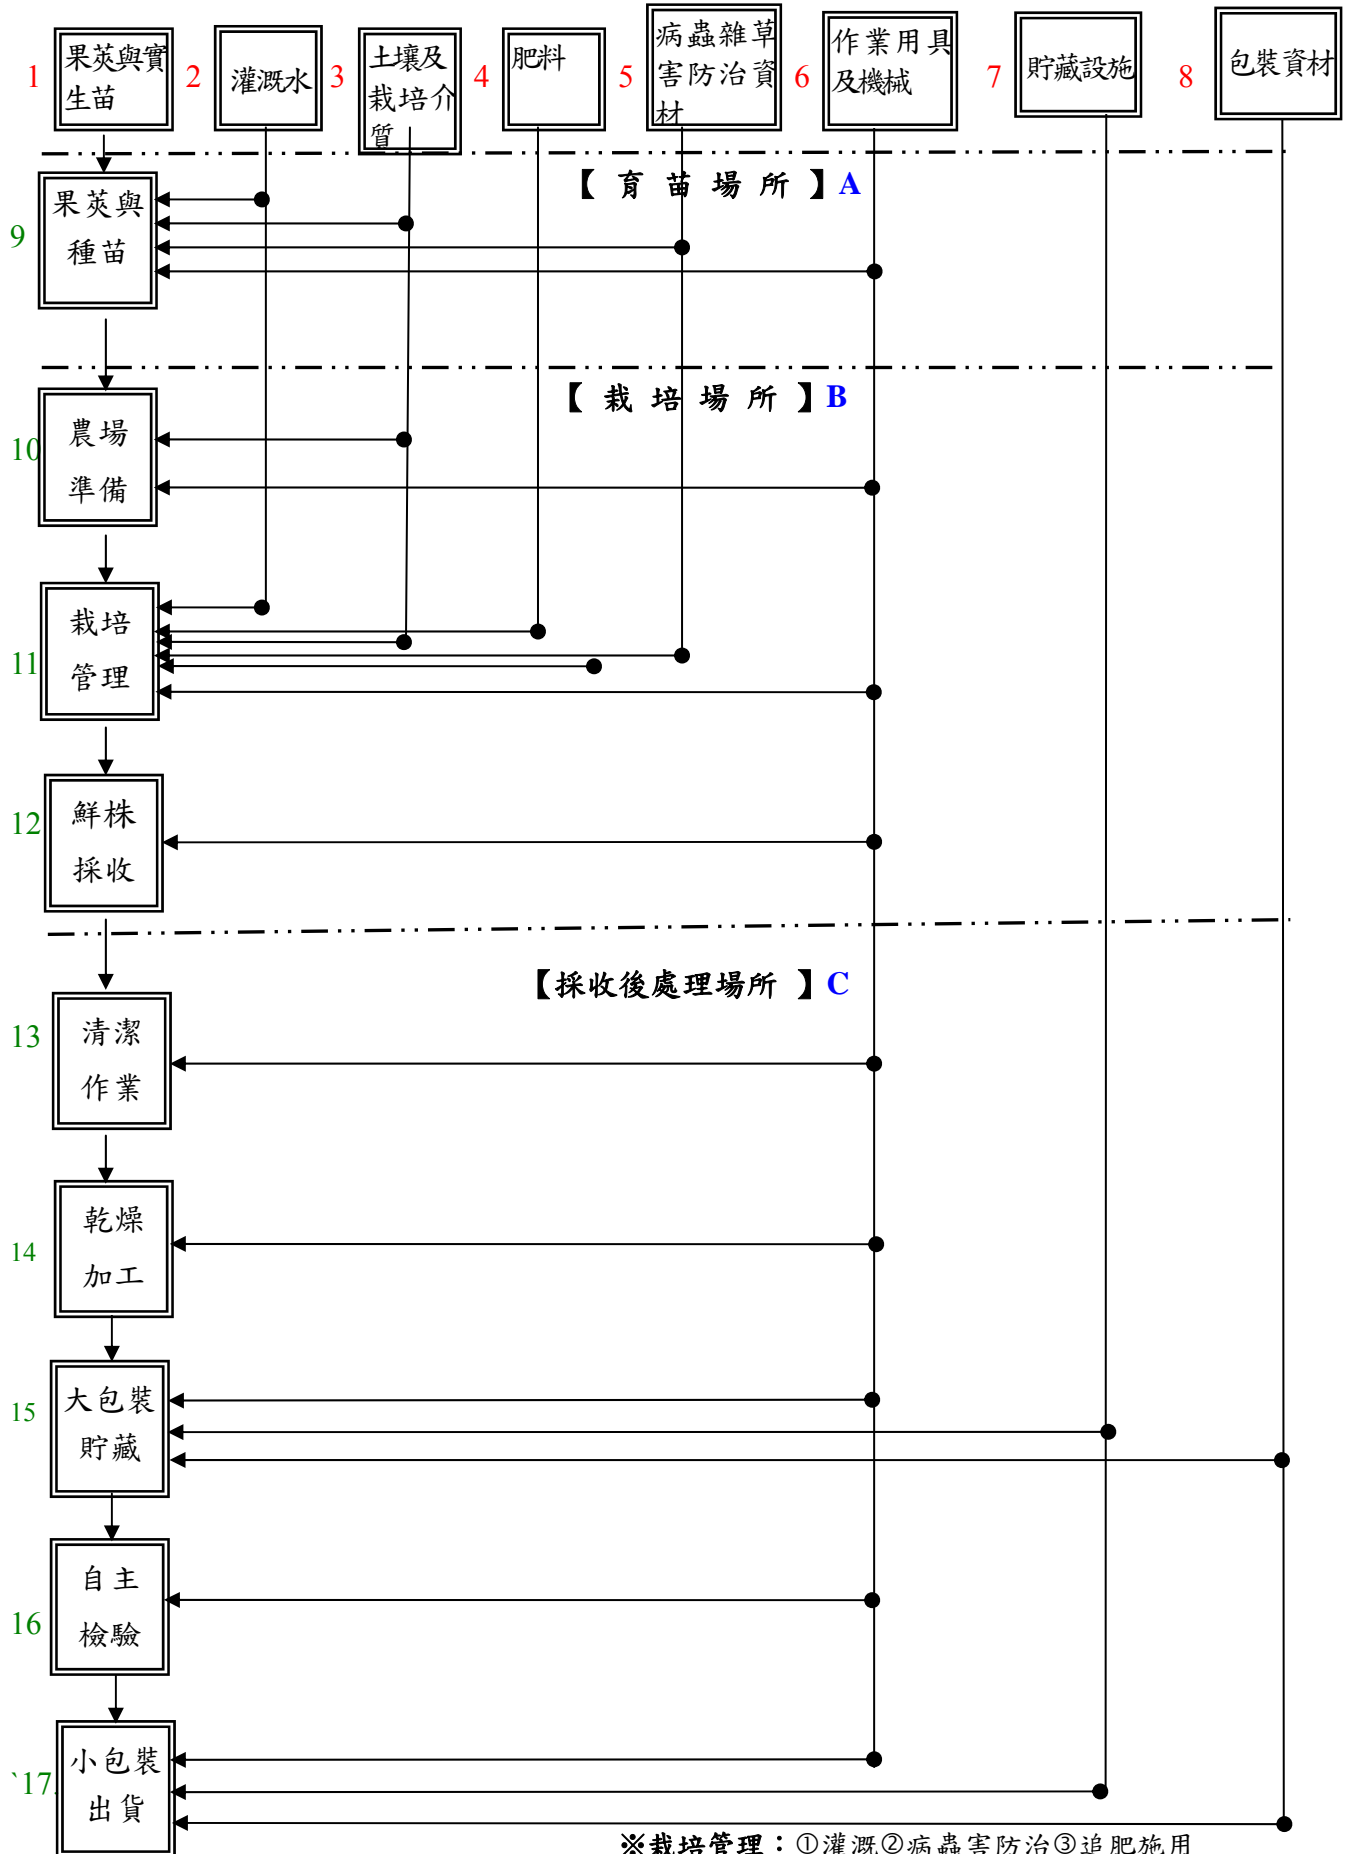 1
果莢與實
生苗
2
灌溉水
3
土壤及
栽培介
質
4
肥料
5
病蟲雜草
害防治資
材
6
作業用具
及機械
7
貯藏設施
8
包裝資材
【 育 苗 場 所 】A
9
果莢與
種苗
【 栽 培 場 所 】B
10
農場
準備
11
栽培
管理
12
鮮株
採收
【採收後處理場所 】C
13
清潔
作業
14
乾燥
加工
15
大包裝
貯藏
16
自主
檢驗
`17.
小包裝
出貨
※栽培管理：①灌溉②病蟲害防治③追肥施用